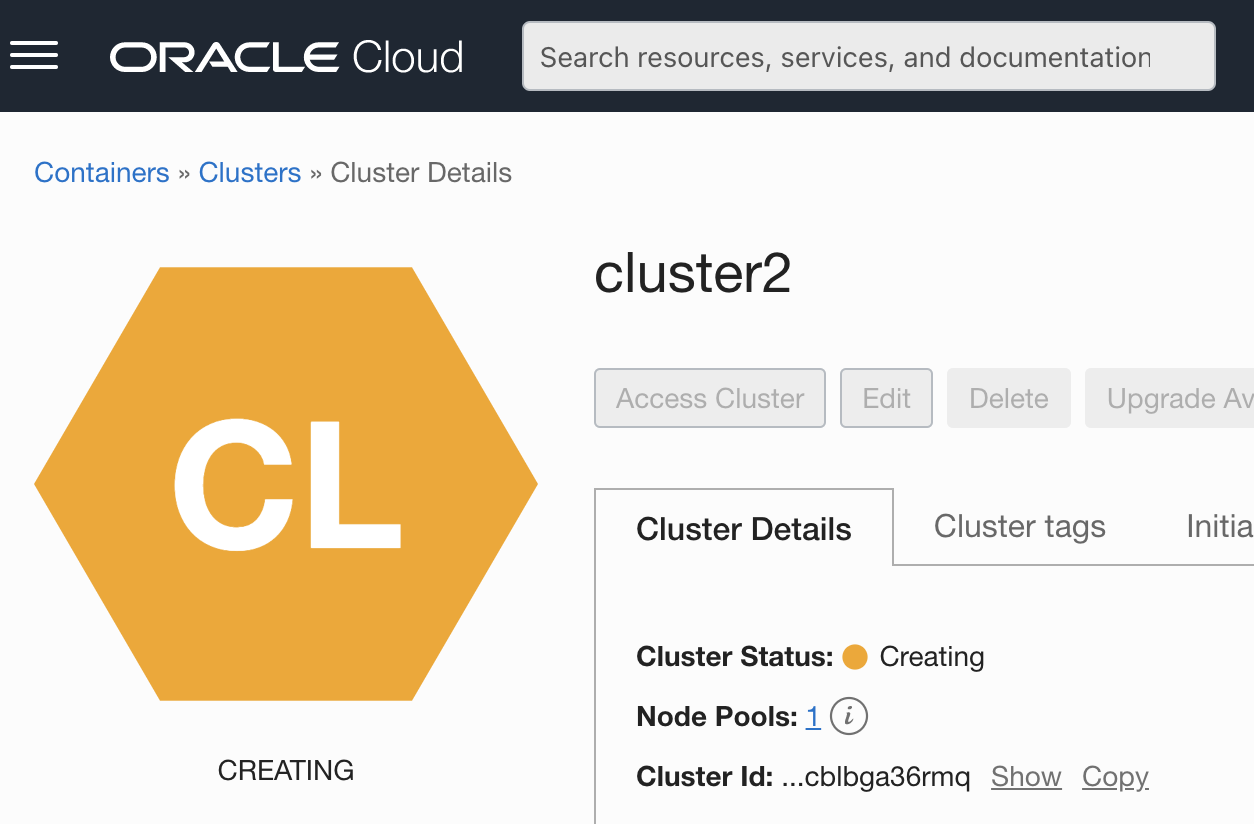 ORACLE Cloud
Search resources, services, and documentation
Containers » Clusters » Cluster Details
CL
CREATING
cluster2
Access Cluster Edit Delete Upgrade Av
Cluster Details Cluster tags Initia
Cluster Status: Creating
Node Pools: 1 i
Cluster Id: ...cblbga36rmq Show Copy